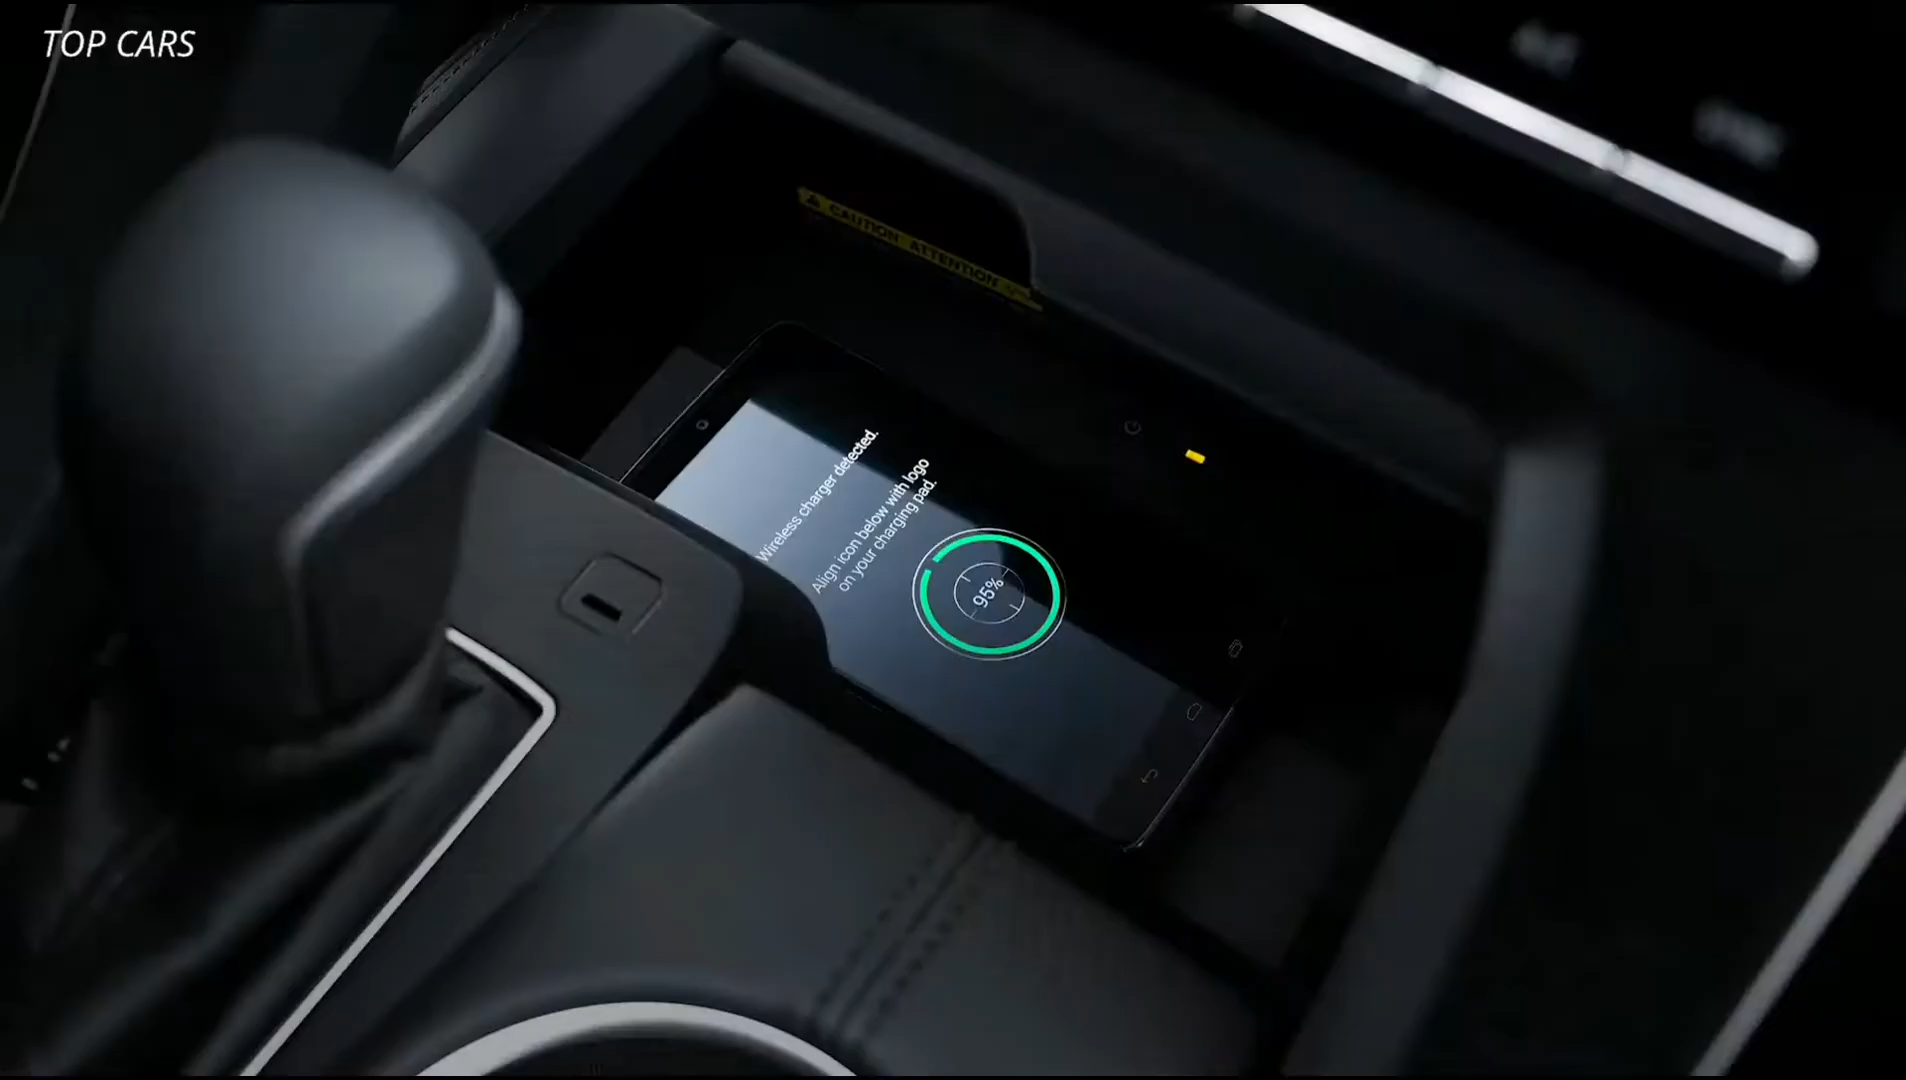 TOP CARS
CAUTION ATTENTION
Wireless charger detected.
Align icon below with logo
on your charging pad.
95%